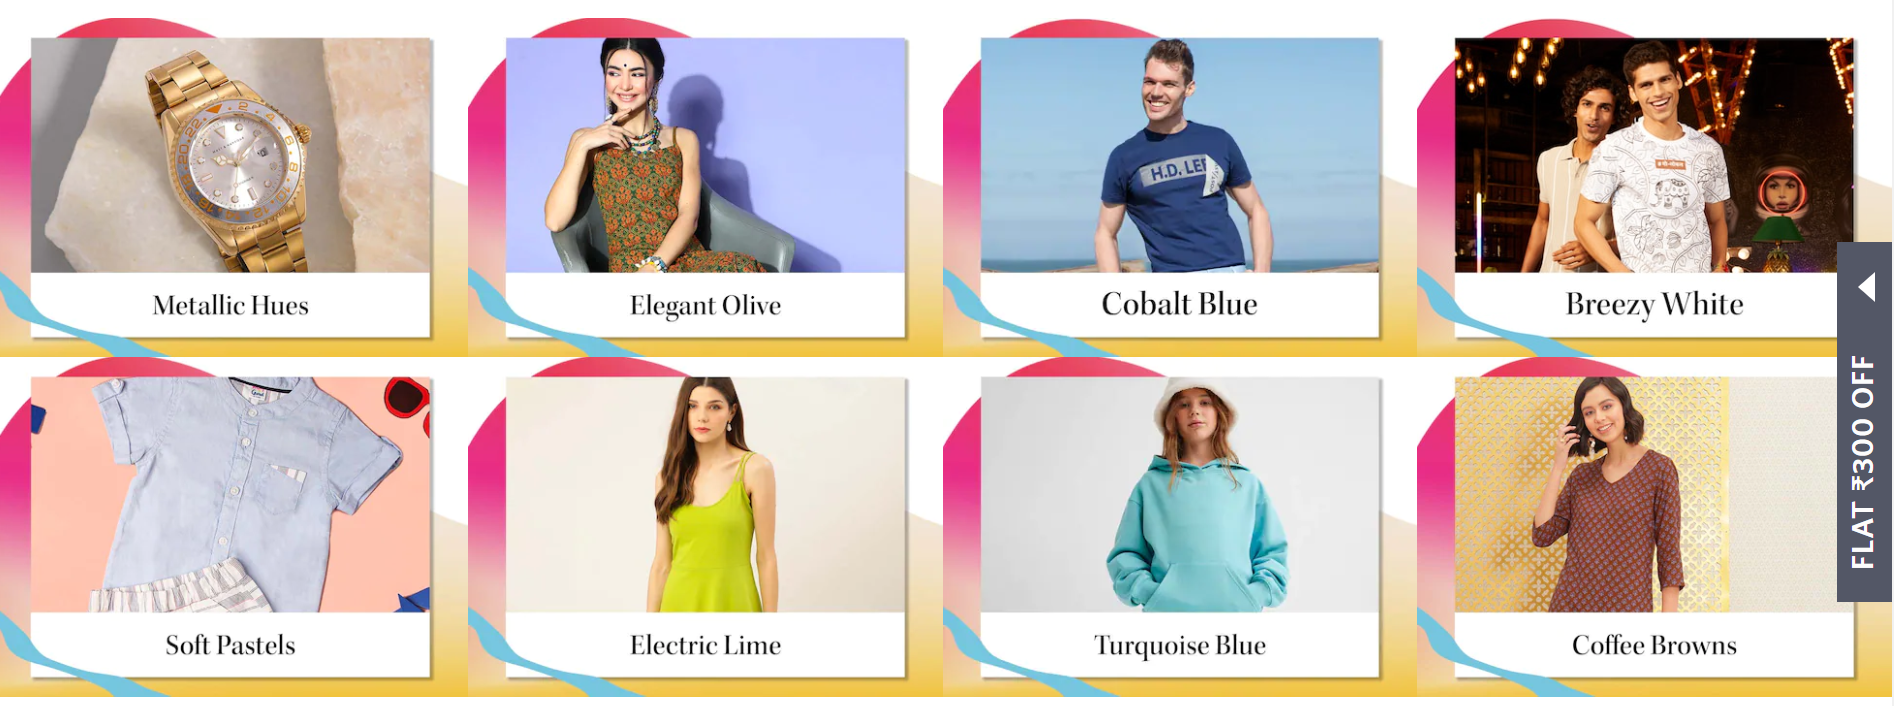 Metallic Hues
Elegant Olive
H.D. LEE
Cobalt Blue
Breezy White
Soft Pastels
Electric Lime
Turquoise Blue
Coffee Browns
FLAT ₹300 OFF